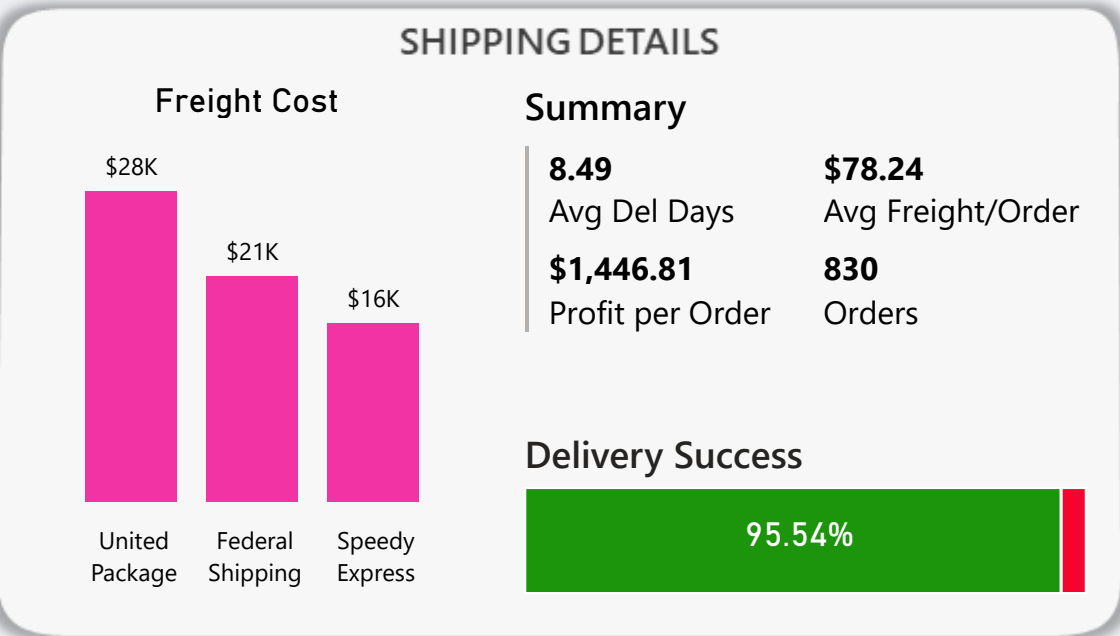 SHIPPING DETAILS
Freight Cost
$28K
$21K
$16K
United
Package
Federal
Shipping
Speedy
Express
Summary
8.49
Avg Del Days
$78.24
Avg Freight/Order
$1,446.81
Profit per Order
830
Orders
Delivery Success
95.54%